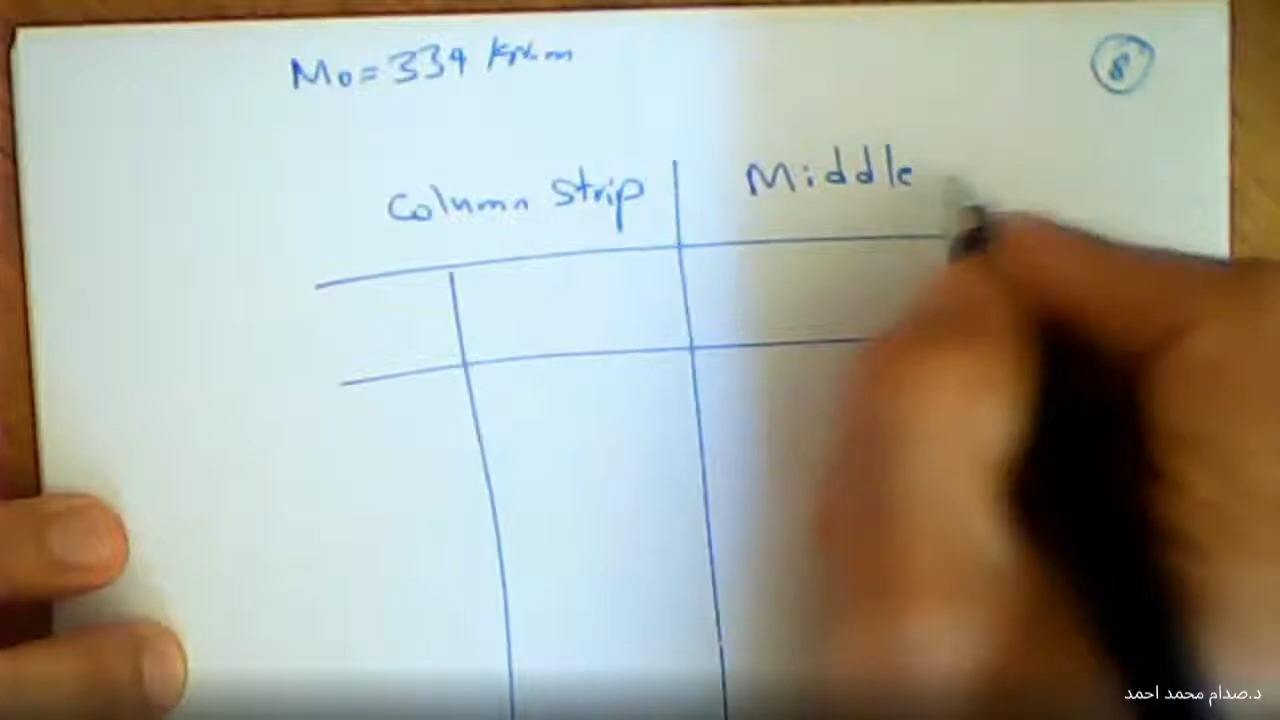 Mo = 334 kN.m
8
Column Strip
Middle
د.صدام محمد احمد